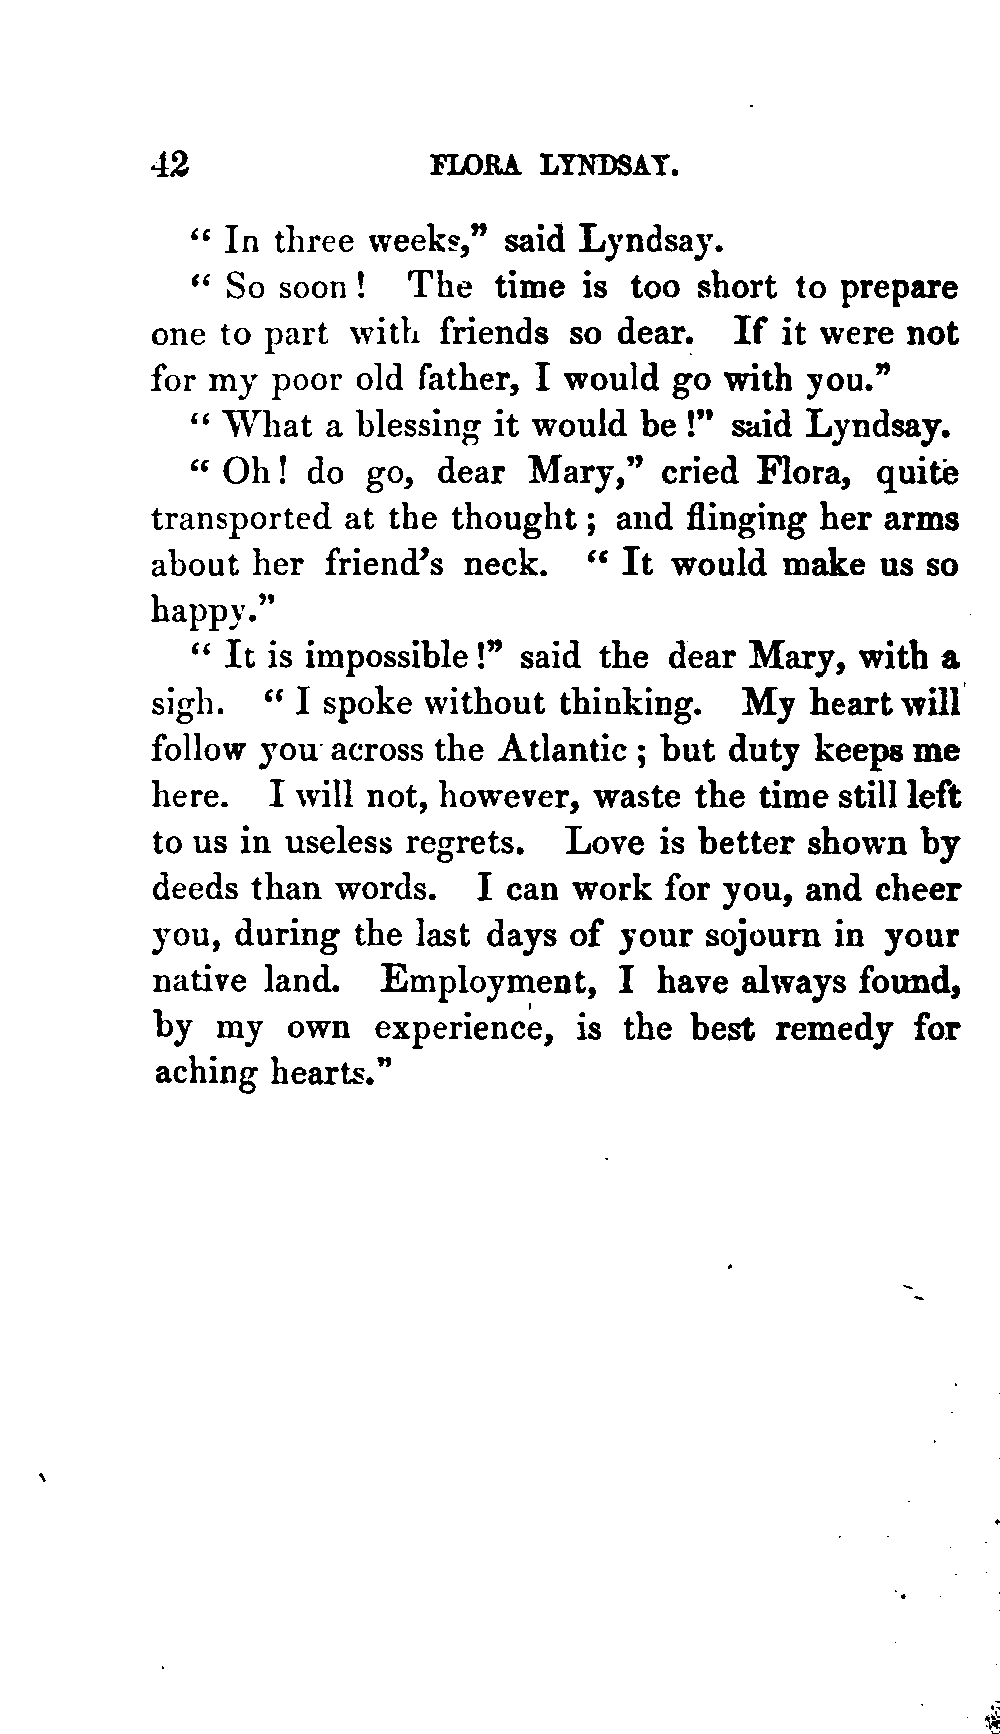 42 FLORA LYNDSAY.
“ In three weeks,” said Lyndsay.
“ So soon ! The time is too short to prepare
one to part with friends so dear. If it were not
for my poor old father, I would go with you.”
“ What a blessing it would be !” said Lyndsay.
“ Oh ! do go, dear Mary,” cried Flora, quite
transported at the thought ; and flinging her arms
about her friend’s neck. “ It would make us so
happy.”
“ It is impossible !” said the dear Mary, with a
sigh. “ I spoke without thinking. My heart will
follow you across the Atlantic ; but duty keeps me
here. I will not, however, waste the time still left
to us in useless regrets. Love is better shown by
deeds than words. I can work for you, and cheer
you, during the last days of your sojourn in your
native land. Employment, I have always found,
by my own experience, is the best remedy for
aching hearts.”